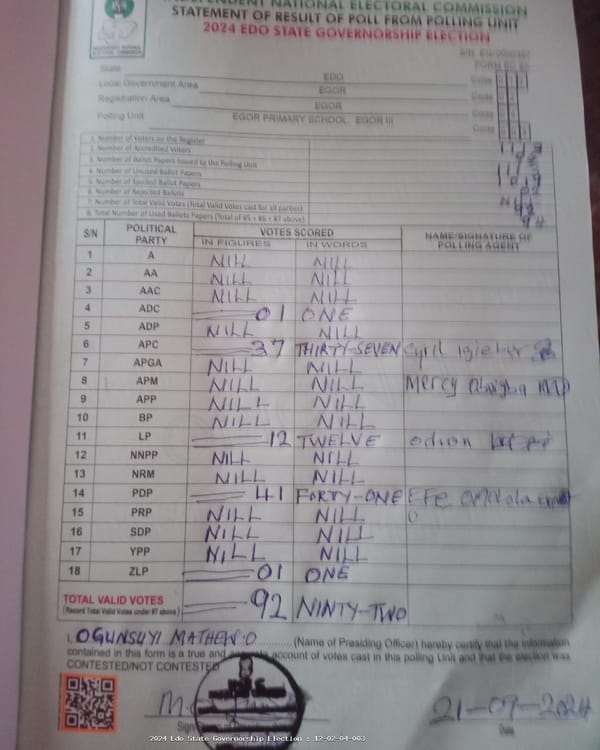 INDEPENDENT NATIONAL ELECTORAL COMMISSION
STATEMENT OF RESULT OF POLL FROM POLLING UNIT
2024 EDO STATE GOVERNORSHIP ELECTION
FORM EC 8A
State EDO Code
Local Government Area EGOR Code
Registration Area EGOR Code
Polling Unit EGOR PRIMARY SCHOOL, EGOR III Code
1. Number of Voters on the Register
2. Number of Accredited Voters
3. Number of Ballot Papers Issued to the Polling Unit
4. Number of Unused Ballot Papers
5. Number of Spoiled Ballot Papers
6. Number of Rejected Ballots
7. Number of Total Valid Votes (Total Valid Votes cast for all parties)
8. Total Number of Used Ballots Papers (Total of #5 + #6 + #7 above)
S/N POLITICAL PARTY VOTES SCORED NAME/SIGNATURE OF POLLING AGENT
IN FIGURES IN WORDS
1 A NILL NILL
2 AA NILL NILL
3 AAC NILL NILL
4 ADC 01 ONE
5 ADP NILL NILL
6 APC 37 THIRTY-SEVEN Cyril
7 APGA NILL NILL
8 APM NILL NILL Mercy
9 APP NILL NILL
10 BP NILL NILL
11 LP 12 TWELVE
12 NNPP NILL NILL
13 NRM NILL NILL
14 PDP 41 FORTY-ONE EFE
15 PRP NILL NILL
16 SDP NILL NILL
17 YPP NILL NILL
18 ZLP 01 ONE
TOTAL VALID VOTES 92 NINTY-TWO
(Record Total Valid Votes under #7 above)
I, OGUNSUYI MATHEW O (Name of Presiding Officer) hereby certify that the information
contained in this form is a true and account of votes cast in this polling Unit and that the election was
CONTESTED/NOT CONTESTED
21-09-2024
Date
2024 Edo State Governorship Election : 12-02-04-003